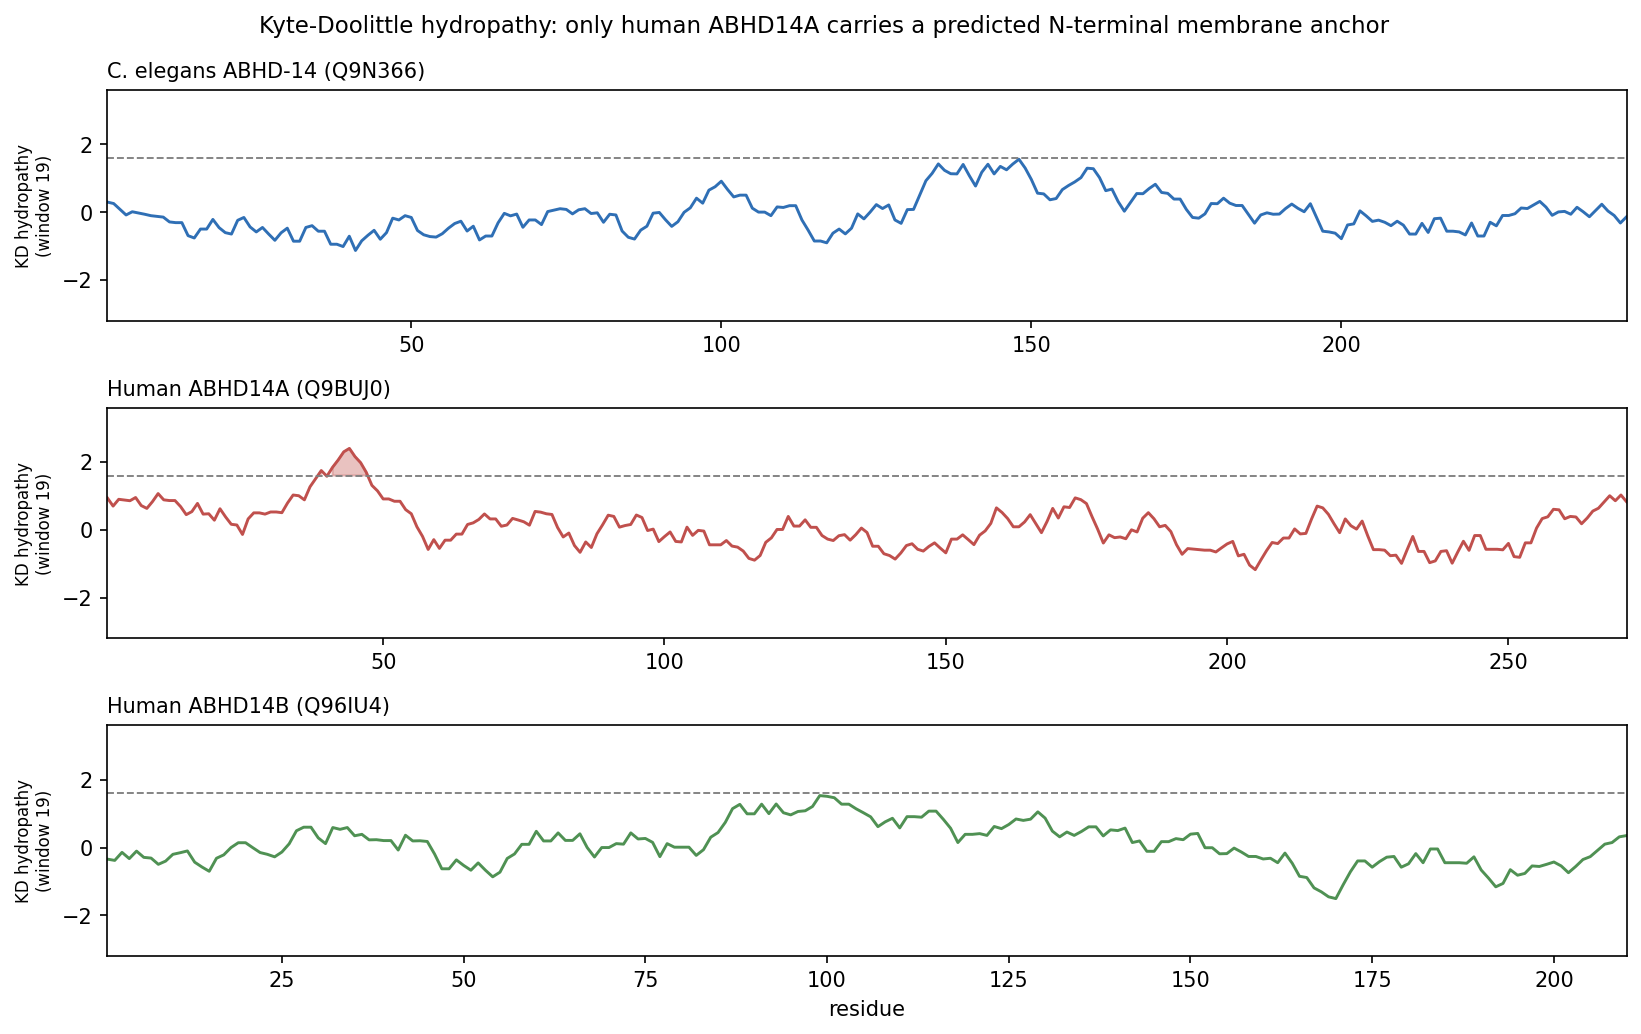 Kyte-Doolittle hydropathy: only human ABHD14A carries a predicted N-terminal membrane anchor
C. elegans ABHD-14 (Q9N366)
KD hydropathy
(window 19)
2
0
−2
50
100
150
200
Human ABHD14A (Q9BUJ0)
KD hydropathy
(window 19)
2
0
−2
50
100
150
200
250
Human ABHD14B (Q96IU4)
KD hydropathy
(window 19)
2
0
−2
25
50
75
100
125
150
175
200
residue